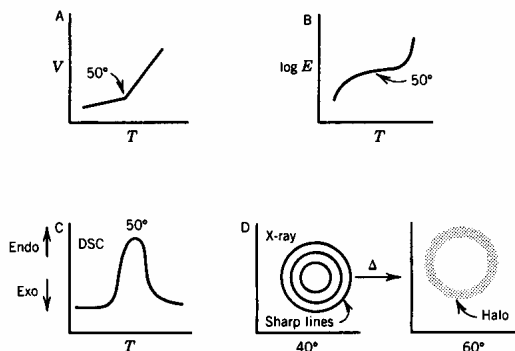 A
V
50°
T
B
log E
50°
T
C
50°
DSC
Endo
Exo
T
D
X-ray
Δ
Sharp lines
Halo
40°
60°